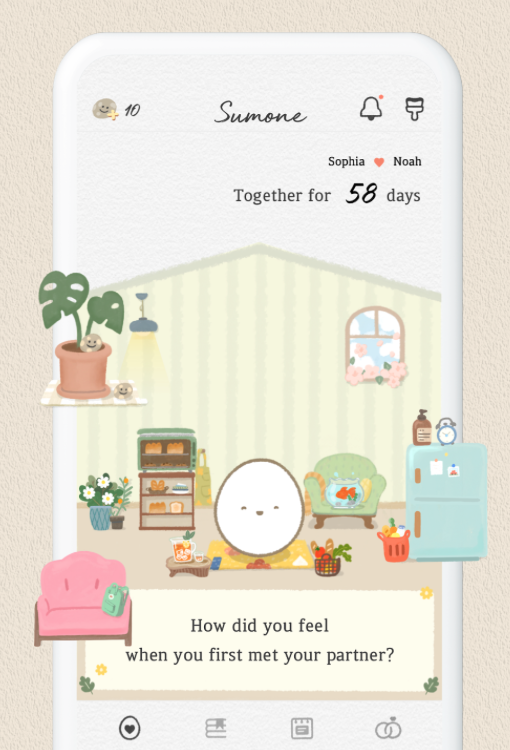 10
Sumone
Sophia Noah
Together for 58 days
How did you feel
when you first met your partner?